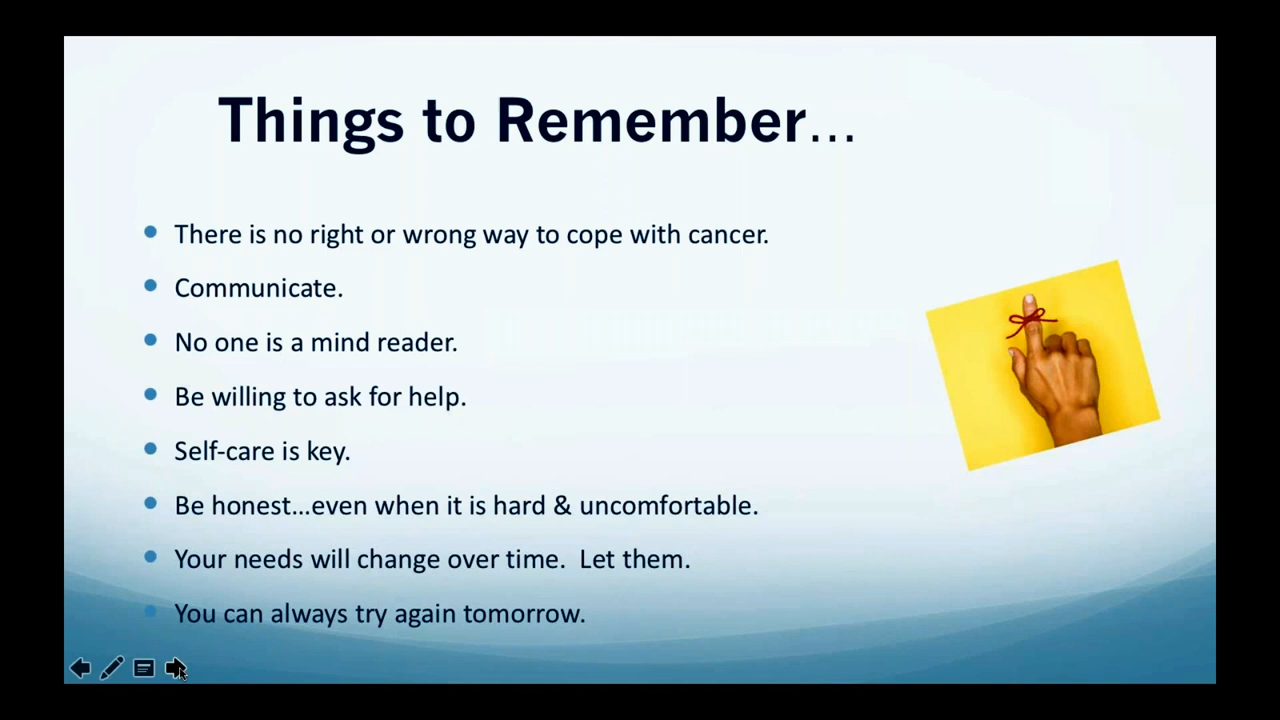 Things to Remember...
There is no right or wrong way to cope with cancer.
Communicate.
No one is a mind reader.
Be willing to ask for help.
Self-care is key.
Be honest...even when it is hard & uncomfortable.
Your needs will change over time.  Let them.
You can always try again tomorrow.